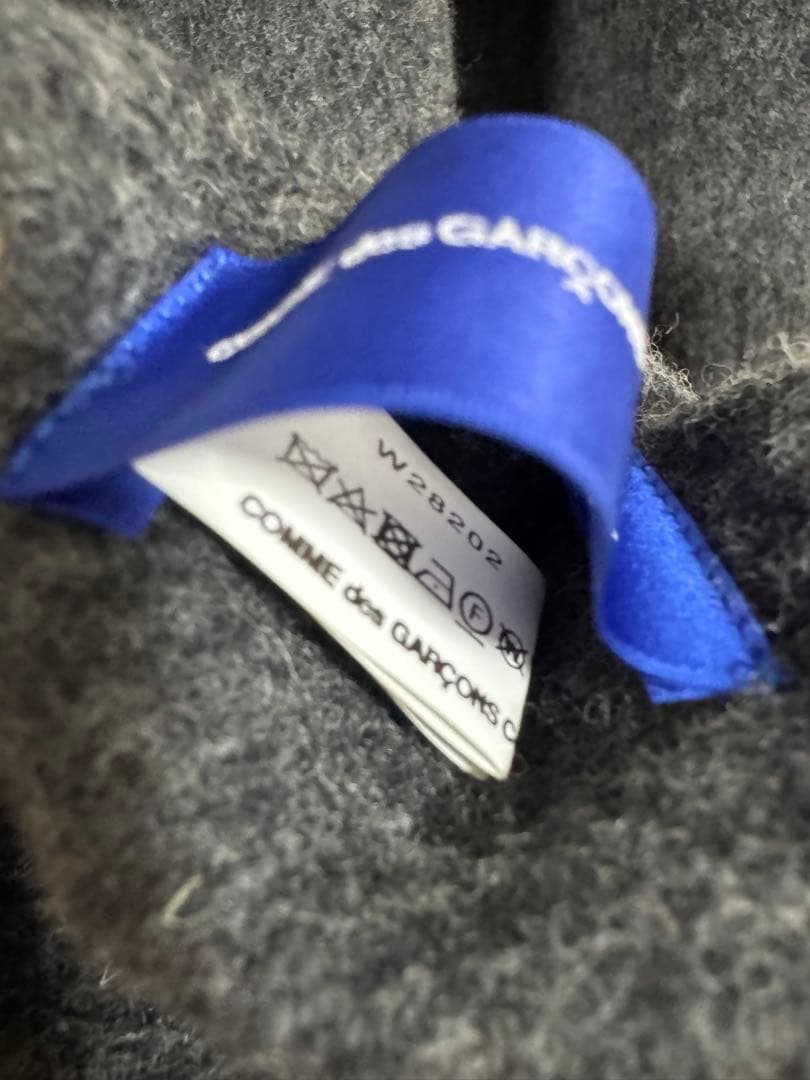 des GARÇONS
W28202
F
COMME des GARÇONS C